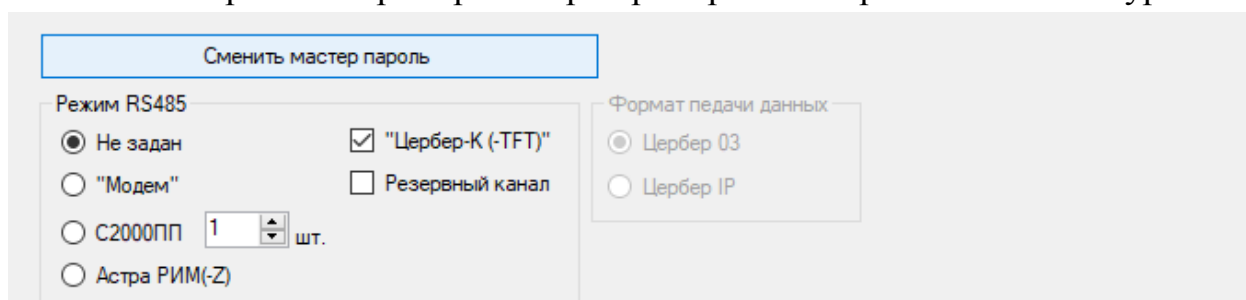 Сменить мастер пароль
Режим RS485
Не задан
"Цербер-К (-TFT)"
"Модем"
Резервный канал
С2000ПП 1 шт.
Астра РИМ(-Z)
Формат педачи данных
Цербер 03
Цербер IP